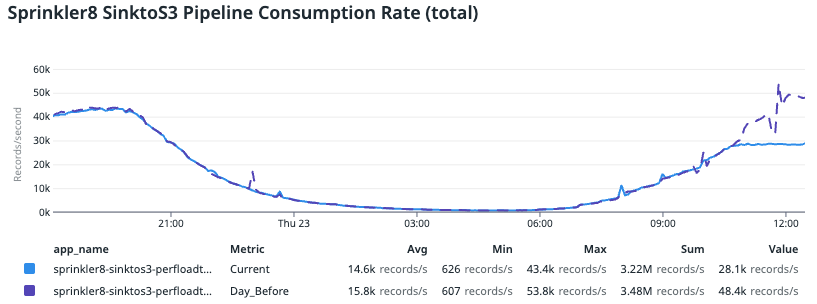 Sprinkler8 SinktoS3 Pipeline Consumption Rate (total)
Records/second
60k
50k
40k
30k
20k
10k
0k
21:00 Thu 23 03:00 06:00 09:00 12:00
app_name Metric Avg Min Max Sum Value
sprinkler8-sinktos3-perfloadt... Current 14.6k records/s 626 records/s 43.4k records/s 3.22M records/s 28.1k records/s
sprinkler8-sinktos3-perfloadt... Day_Before 15.8k records/s 607 records/s 53.8k records/s 3.48M records/s 48.4k records/s